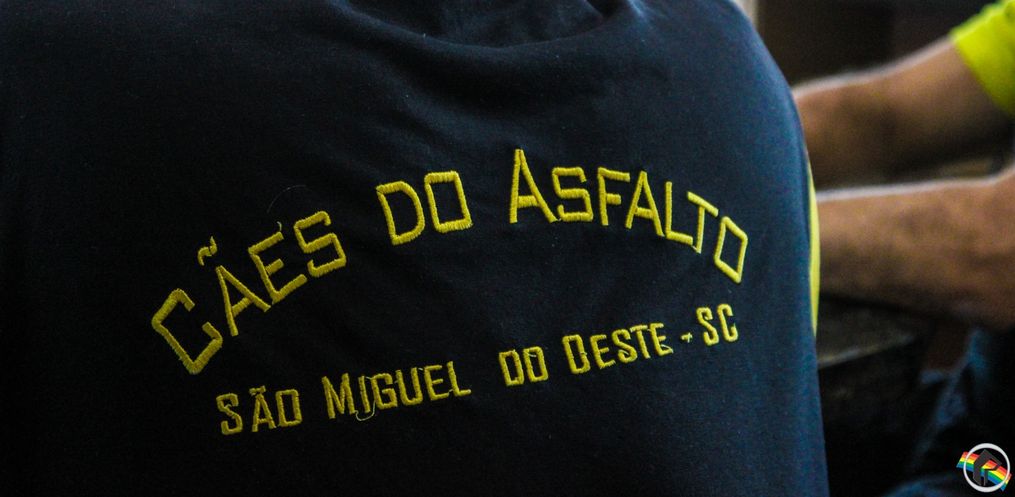 CÃES DO ASFALTO
SÃO MIGUEL DO OESTE - SC